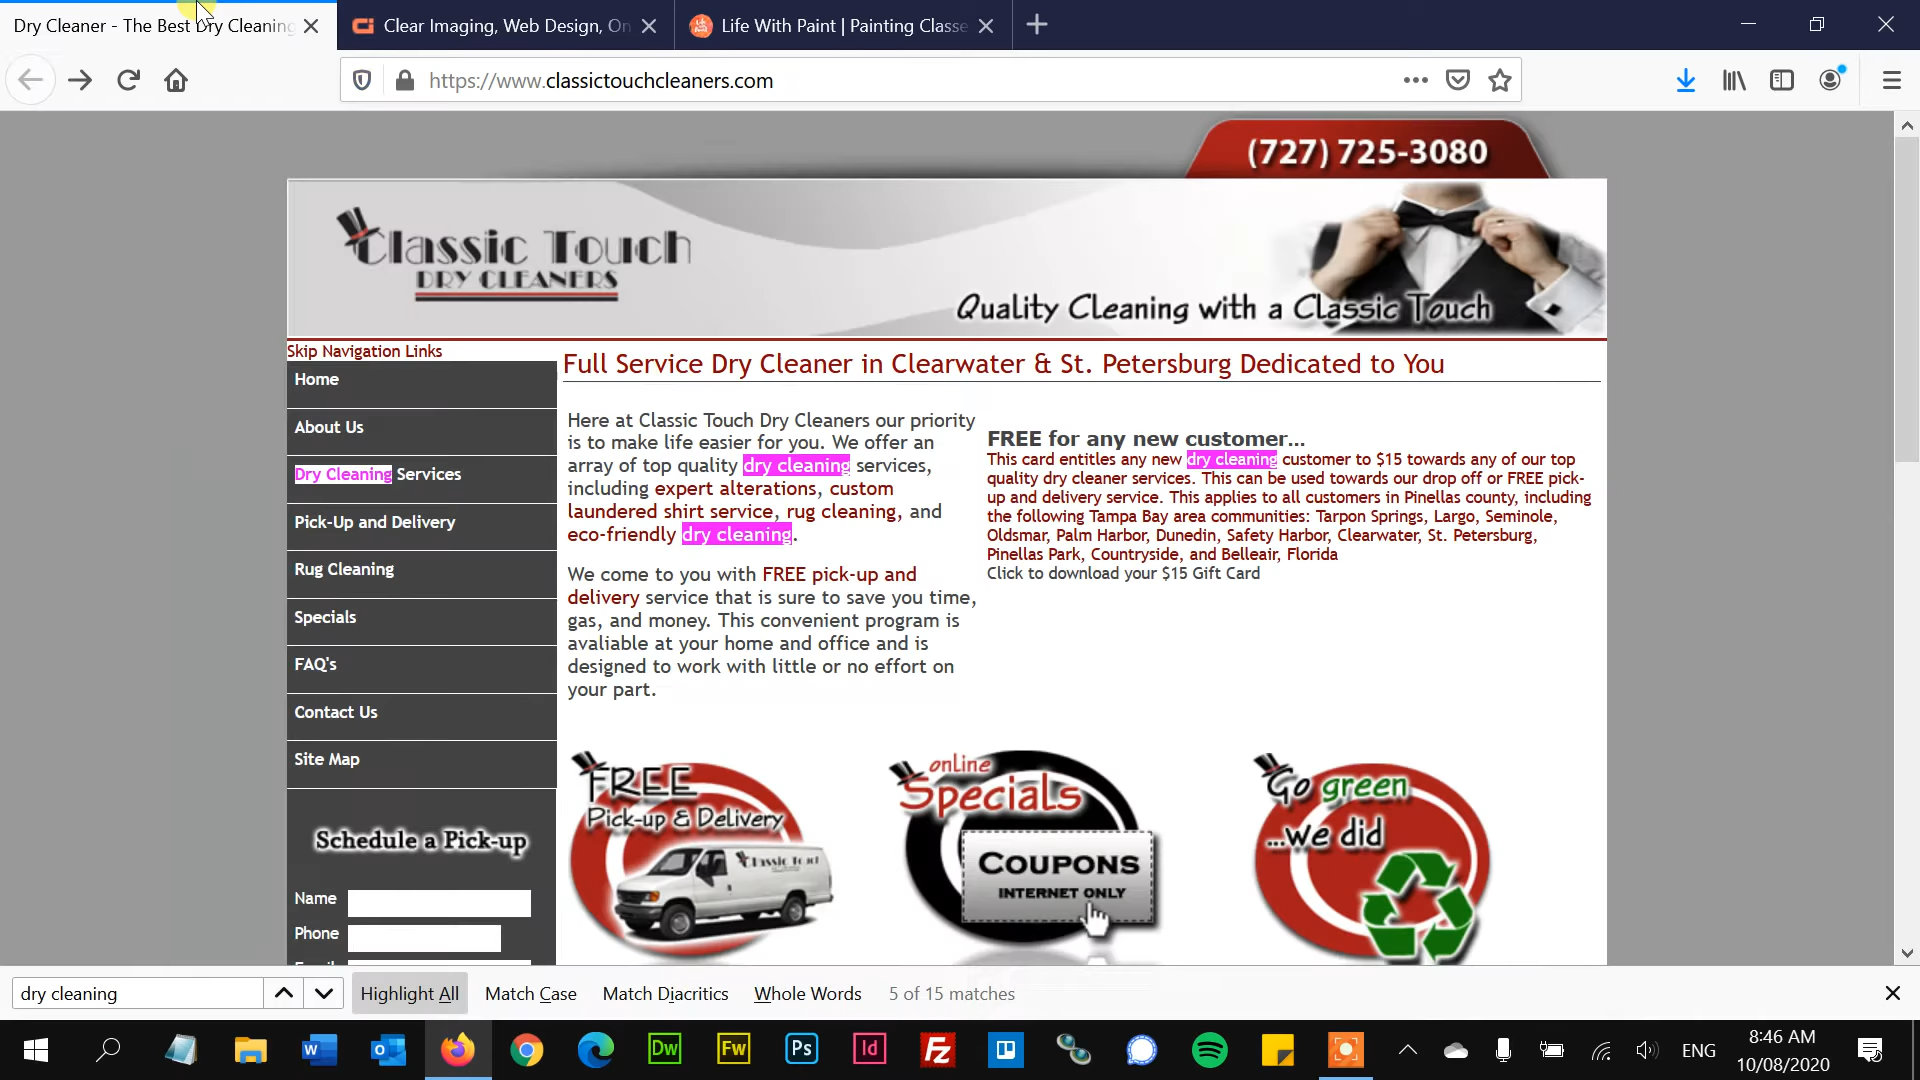 Dry Cleaner - The Best Dry Cleaning
Clear Imaging, Web Design, On
Life With Paint | Painting Classe
https://www.classictouchcleaners.com
(727) 725-3080
Classic Touch
DRY CLEANERS
Quality Cleaning with a Classic Touch
Skip Navigation Links
Home
About Us
Dry Cleaning Services
Pick-Up and Delivery
Rug Cleaning
Specials
FAQ's
Contact Us
Site Map
Schedule a Pick-up
Name
Phone
Full Service Dry Cleaner in Clearwater & St. Petersburg Dedicated to You
Here at Classic Touch Dry Cleaners our priority
is to make life easier for you. We offer an
array of top quality dry cleaning services,
including expert alterations, custom
laundered shirt service, rug cleaning, and
eco-friendly dry cleaning.
We come to you with FREE pick-up and
delivery service that is sure to save you time,
gas, and money. This convenient program is
avaliable at your home and office and is
designed to work with little or no effort on
your part.
FREE for any new customer...
This card entitles any new dry cleaning customer to $15 towards any of our top
quality dry cleaner services. This can be used towards our drop off or FREE pick-
up and delivery service. This applies to all customers in Pinellas county, including
the following Tampa Bay area communities: Tarpon Springs, Largo, Seminole,
Oldsmar, Palm Harbor, Dunedin, Safety Harbor, Clearwater, St. Petersburg,
Pinellas Park, Countryside, and Belleair, Florida
Click to download your $15 Gift Card
FREE
Pick-up & Delivery
Classic Touch
online
Specials
COUPONS
INTERNET ONLY
Go green
...we did
dry cleaning
Highlight All
Match Case
Match Diacritics
Whole Words
5 of 15 matches
Dw
Fw
Ps
Id
Fz
ENG
8:46 AM
10/08/2020